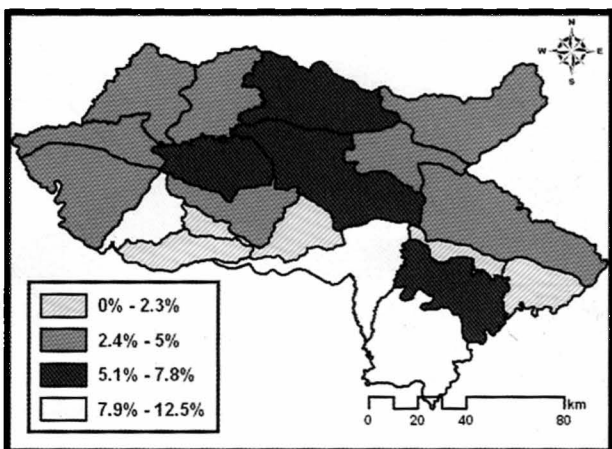 N
W E
S
0% - 2.3%
2.4% - 5%
5.1% - 7.8%
7.9% - 12.5%
km
0 20 40 80